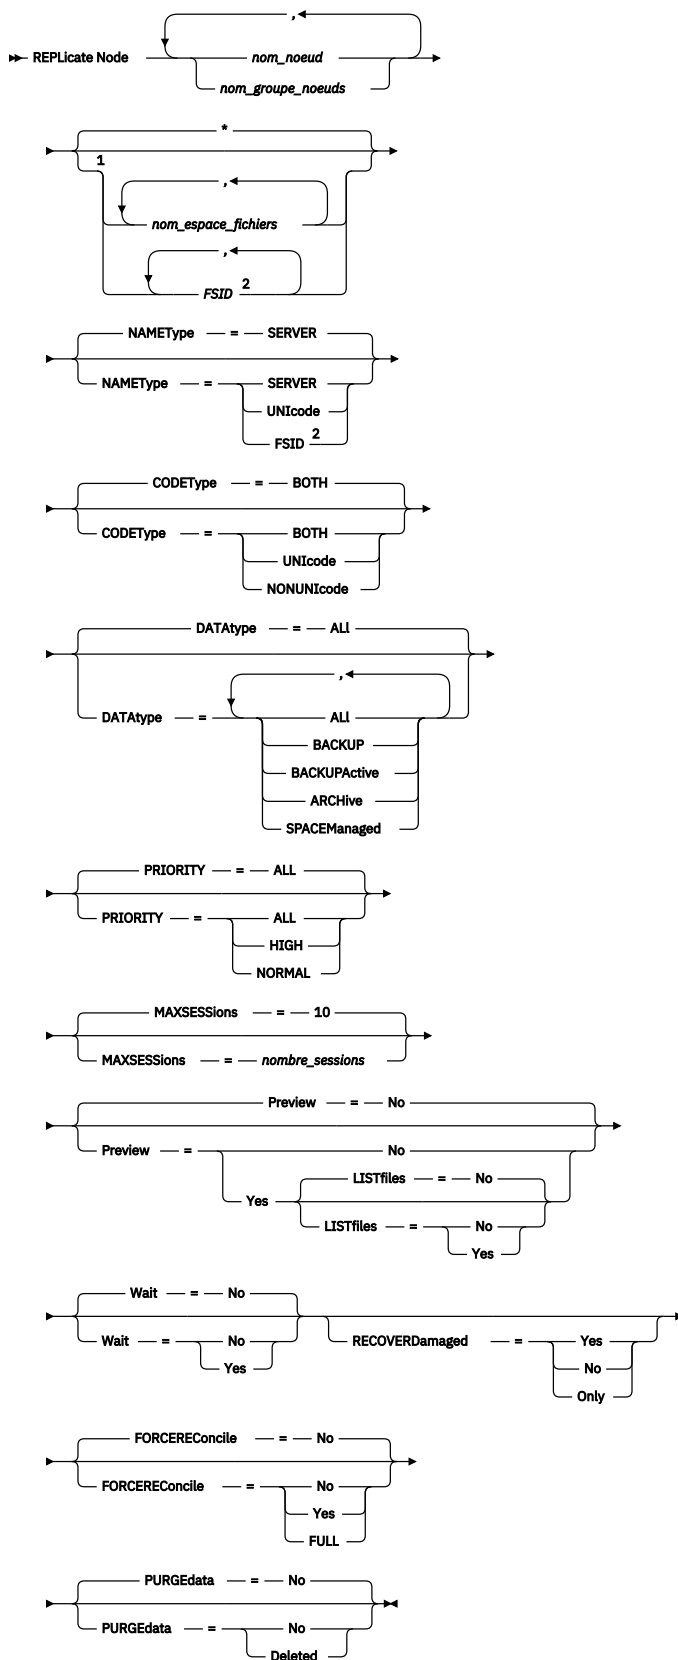 ,
REPLicate Node nom_noeud
nom_groupe_noeuds
*
1
,
nom_espace_fichiers
,
FSID 2
NAMEType = SERVER
NAMEType = SERVER
UNIcode
FSID 2
CODEType = BOTH
CODEType = BOTH
UNIcode
NONUNIcode
DATAtype = ALl
,
DATAtype = ALl
BACKUP
BACKUPActive
ARCHive
SPACEManaged
PRIORITY = ALL
PRIORITY = ALL
HIGH
NORMAL
MAXSESSions = 10
MAXSESSions = nombre_sessions
Preview = No
Preview = No
LISTfiles = No
Yes
LISTfiles = No
Yes
Wait = No
Wait = No RECOVERDamaged = Yes
Yes No
Only
FORCEREConcile = No
FORCEREConcile = No
Yes
FULL
PURGEdata = No
PURGEdata = No
Deleted